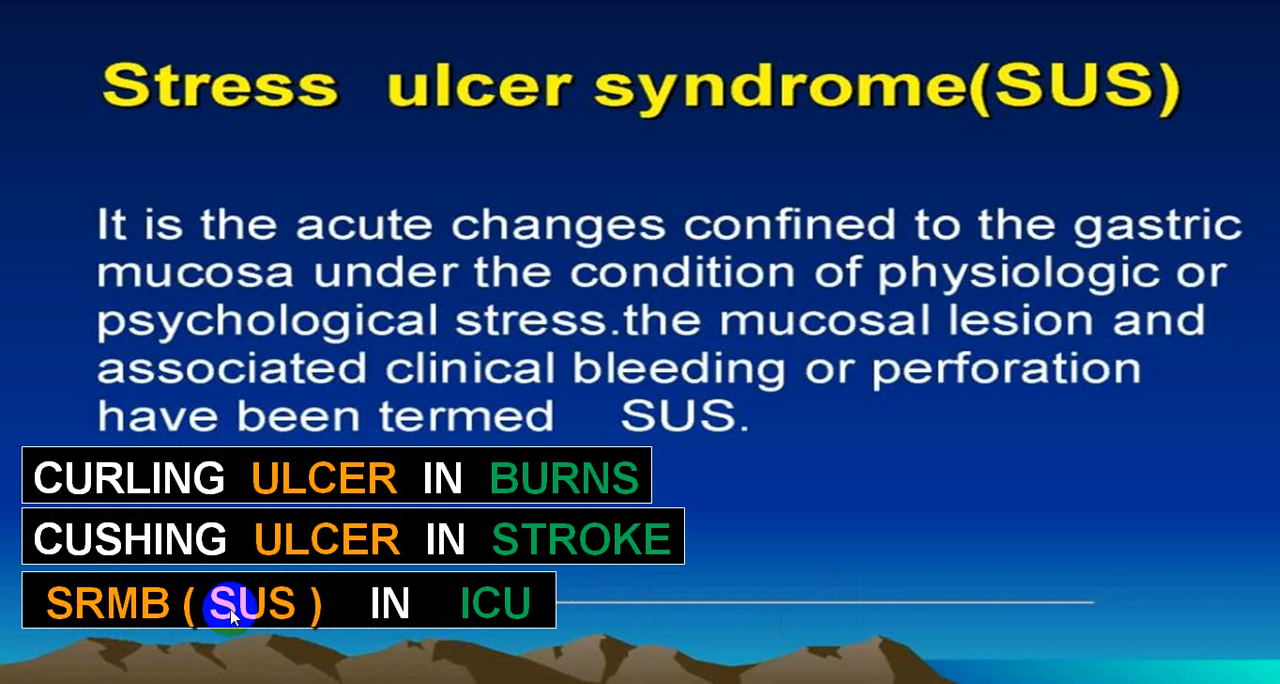 Stress ulcer syndrome(SUS)
It is the acute changes confined to the gastric
mucosa under the condition of physiologic or
psychological stress.the mucosal lesion and
associated clinical bleeding or perforation
have been termed SUS.
CURLING ULCER IN BURNS
CUSHING ULCER IN STROKE
SRMB ( SUS ) IN ICU